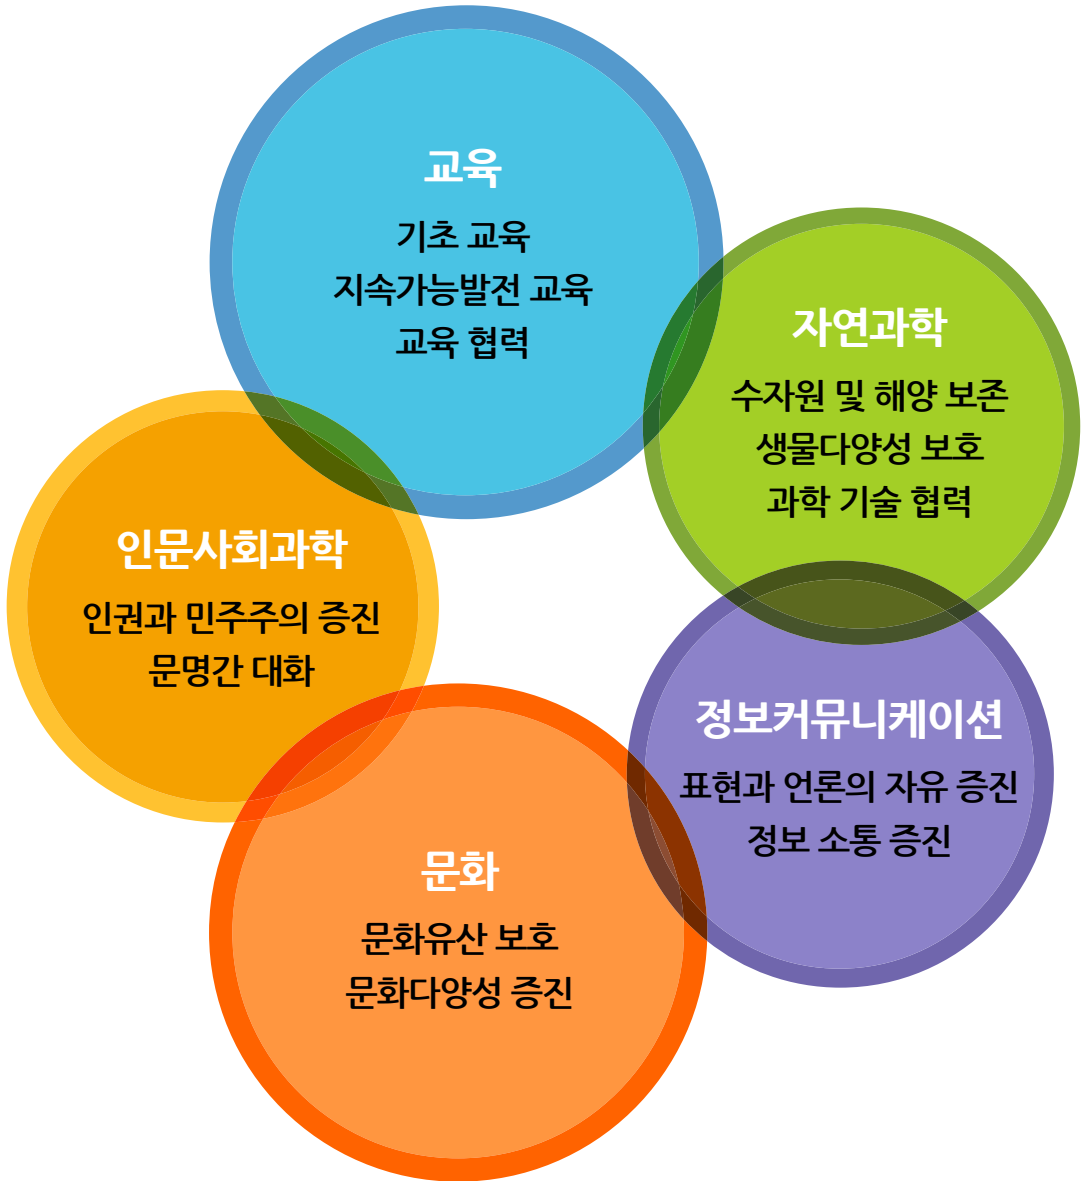 교육
기초 교육
지속가능발전 교육
교육 협력
자연과학
수자원 및 해양 보존
생물다양성 보호
과학 기술 협력
인문사회과학
인권과 민주주의 증진
문명간 대화
정보커뮤니케이션
표현과 언론의 자유 증진
정보 소통 증진
문화
문화유산 보호
문화다양성 증진